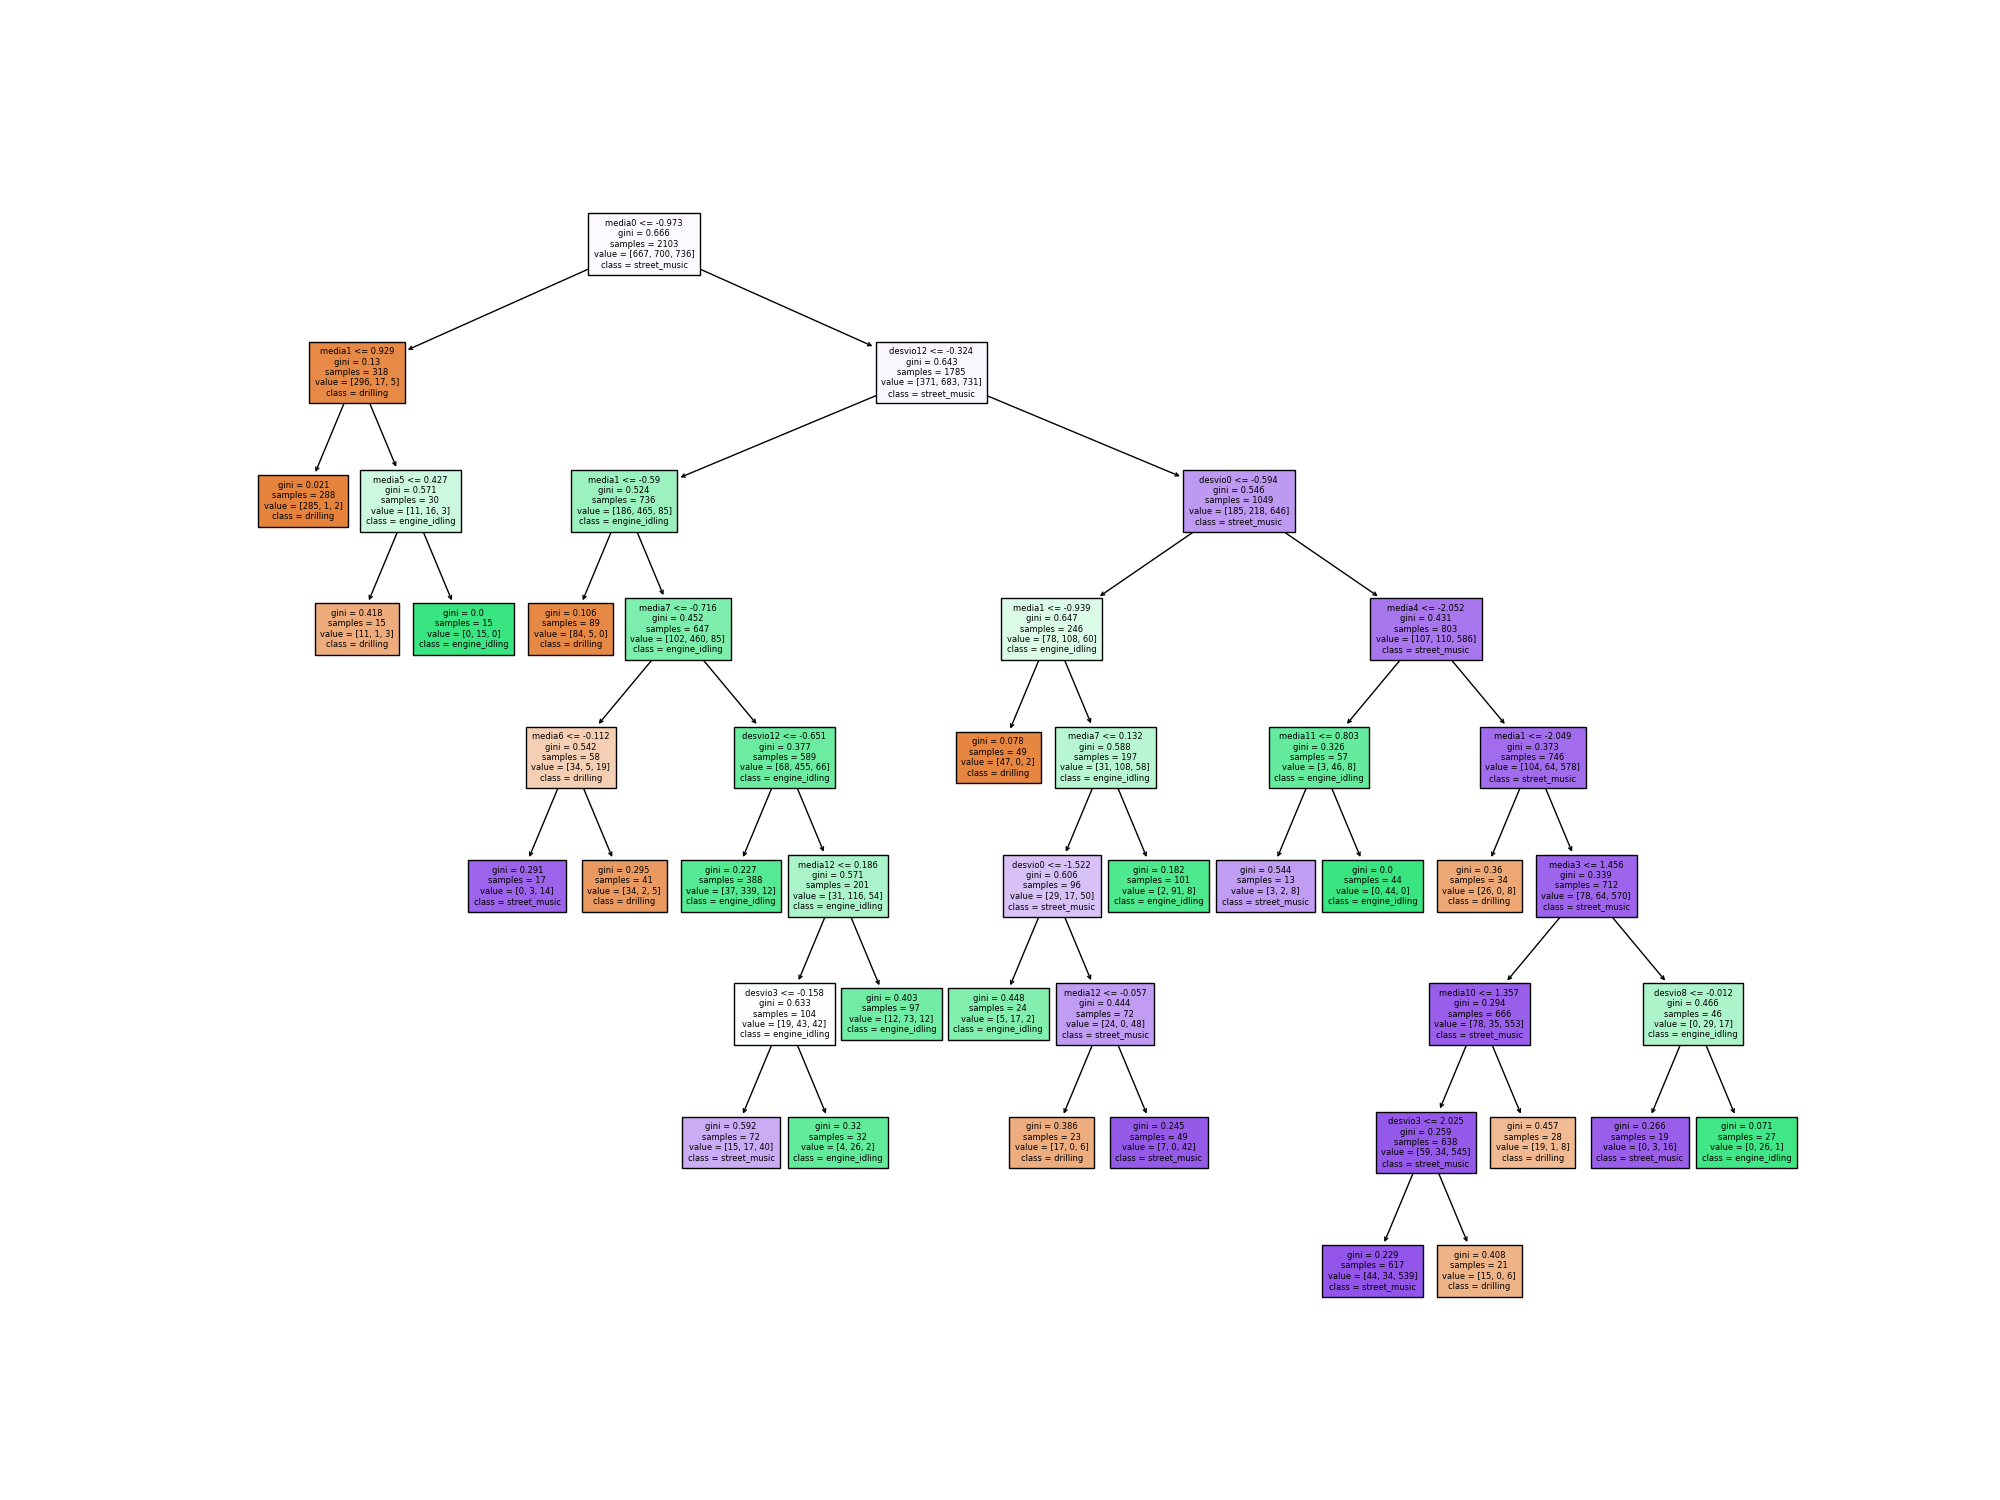 media0 <= -0.973
gini = 0.666
samples = 2103
value = [667, 700, 736]
class = street_music
media1 <= 0.929
gini = 0.13
samples = 318
value = [296, 17, 5]
class = drilling
desvio12 <= -0.324
gini = 0.643
samples = 1785
value = [371, 683, 731]
class = street_music
gini = 0.021
samples = 288
value = [285, 1, 2]
class = drilling
media5 <= 0.427
gini = 0.571
samples = 30
value = [11, 16, 3]
class = engine_idling
media1 <= -0.59
gini = 0.524
samples = 736
value = [186, 465, 85]
class = engine_idling
desvio0 <= -0.594
gini = 0.546
samples = 1049
value = [185, 218, 646]
class = street_music
gini = 0.418
samples = 15
value = [11, 1, 3]
class = drilling
gini = 0.0
samples = 15
value = [0, 15, 0]
class = engine_idling
gini = 0.106
samples = 89
value = [84, 5, 0]
class = drilling
media7 <= -0.716
gini = 0.452
samples = 647
value = [102, 460, 85]
class = engine_idling
media1 <= -0.939
gini = 0.647
samples = 246
value = [78, 108, 60]
class = engine_idling
media4 <= -2.052
gini = 0.431
samples = 803
value = [107, 110, 586]
class = street_music
media6 <= -0.112
gini = 0.542
samples = 58
value = [34, 5, 19]
class = drilling
desvio12 <= -0.651
gini = 0.377
samples = 589
value = [68, 455, 66]
class = engine_idling
gini = 0.078
samples = 49
value = [47, 0, 2]
class = drilling
media7 <= 0.132
gini = 0.588
samples = 197
value = [31, 108, 58]
class = engine_idling
media11 <= 0.803
gini = 0.326
samples = 57
value = [3, 46, 8]
class = engine_idling
media1 <= -2.049
gini = 0.373
samples = 746
value = [104, 64, 578]
class = street_music
gini = 0.291
samples = 17
value = [0, 3, 14]
class = street_music
gini = 0.295
samples = 41
value = [34, 2, 5]
class = drilling
gini = 0.227
samples = 388
value = [37, 339, 12]
class = engine_idling
media12 <= 0.186
gini = 0.571
samples = 201
value = [31, 116, 54]
class = engine_idling
desvio0 <= -1.522
gini = 0.606
samples = 96
value = [29, 17, 50]
class = street_music
gini = 0.182
samples = 101
value = [2, 91, 8]
class = engine_idling
gini = 0.544
samples = 13
value = [3, 2, 8]
class = street_music
gini = 0.0
samples = 44
value = [0, 44, 0]
class = engine_idling
gini = 0.36
samples = 34
value = [26, 0, 8]
class = drilling
media3 <= 1.456
gini = 0.339
samples = 712
value = [78, 64, 570]
class = street_music
desvio3 <= -0.158
gini = 0.633
samples = 104
value = [19, 43, 42]
class = engine_idling
gini = 0.403
samples = 97
value = [12, 73, 12]
class = engine_idling
gini = 0.448
samples = 24
value = [5, 17, 2]
class = engine_idling
media12 <= -0.057
gini = 0.444
samples = 72
value = [24, 0, 48]
class = street_music
media10 <= 1.357
gini = 0.294
samples = 666
value = [78, 35, 553]
class = street_music
desvio8 <= -0.012
gini = 0.466
samples = 46
value = [0, 29, 17]
class = engine_idling
gini = 0.592
samples = 72
value = [15, 17, 40]
class = street_music
gini = 0.32
samples = 32
value = [4, 26, 2]
class = engine_idling
gini = 0.386
samples = 23
value = [17, 0, 6]
class = drilling
gini = 0.245
samples = 49
value = [7, 0, 42]
class = street_music
desvio3 <= 2.025
gini = 0.259
samples = 638
value = [59, 34, 545]
class = street_music
gini = 0.457
samples = 28
value = [19, 1, 8]
class = drilling
gini = 0.266
samples = 19
value = [0, 3, 16]
class = street_music
gini = 0.071
samples = 27
value = [0, 26, 1]
class = engine_idling
gini = 0.229
samples = 617
value = [44, 34, 539]
class = street_music
gini = 0.408
samples = 21
value = [15, 0, 6]
class = drilling